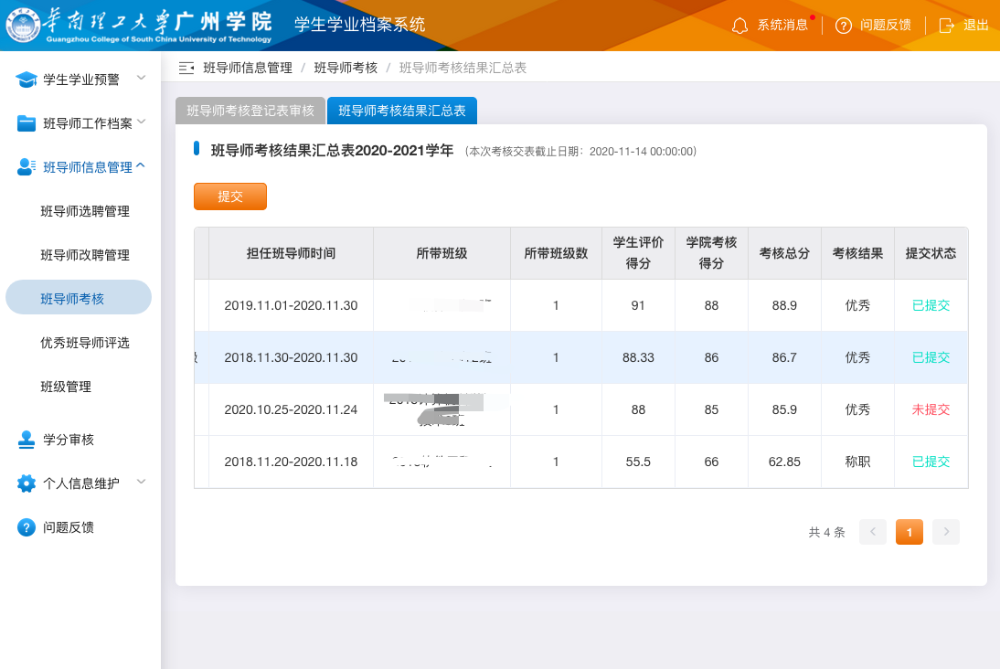 华南理工大学广州学院
Guangzhou College of South China University of Technology
学生学业档案系统
系统消息
问题反馈
退出
学生学业预警
班导师工作档案
班导师信息管理
班导师选聘管理
班导师改聘管理
班导师考核
优秀班导师评选
班级管理
学分审核
个人信息维护
问题反馈
班导师信息管理 / 班导师考核 / 班导师考核结果汇总表
班导师考核登记表审核 班导师考核结果汇总表
班导师考核结果汇总表2020-2021学年 (本次考核交表截止日期: 2020-11-14 00:00:00)
提交
担任班导师时间 所带班级 所带班级数 学生评价得分 学院考核得分 考核总分 考核结果 提交状态
2019.11.01-2020.11.30 1 91 88 88.9 优秀 已提交
2018.11.30-2020.11.30 1 88.33 86 86.7 优秀 已提交
2020.10.25-2020.11.24 1 88 85 85.9 优秀 未提交
2018.11.20-2020.11.18 1 55.5 66 62.85 称职 已提交
共 4 条
1